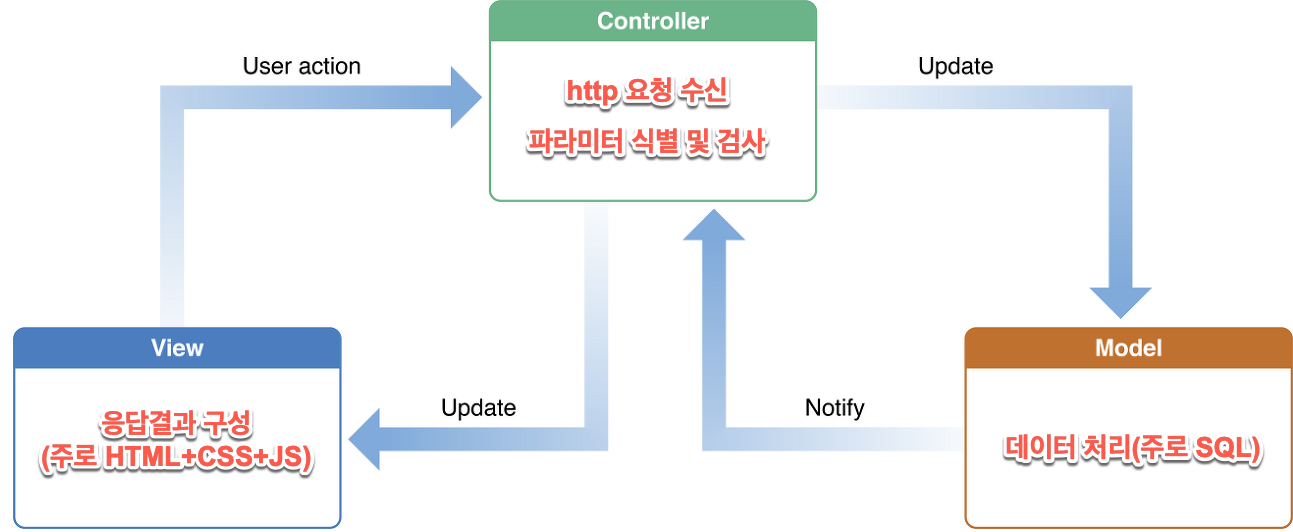 Controller
User action
Update
http 요청 수신
파라미터 식별 및 검사
View
Model
응답결과 구성
(주로 HTML+CSS+JS)
Update
Notify
데이터 처리(주로 SQL)